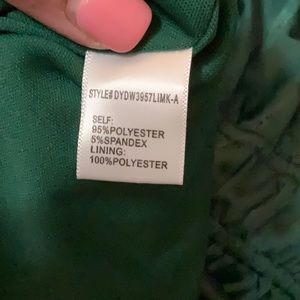 STYLE# DYDW3957LIMK-A
SELF:
95%POLYESTER
5%SPANDEX
LINING:
100%POLYESTER